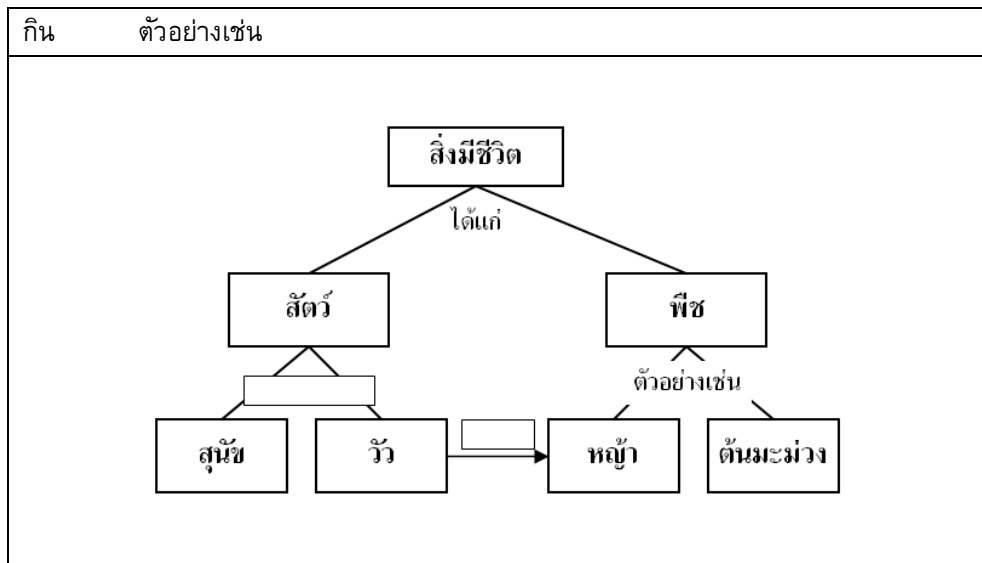 กิน ตัวอย่างเช่น
สิ่งมีชีวิต
ได้แก่
สัตว์ พืช
ตัวอย่างเช่น
สุนัข วัว หญ้า ต้นมะม่วง